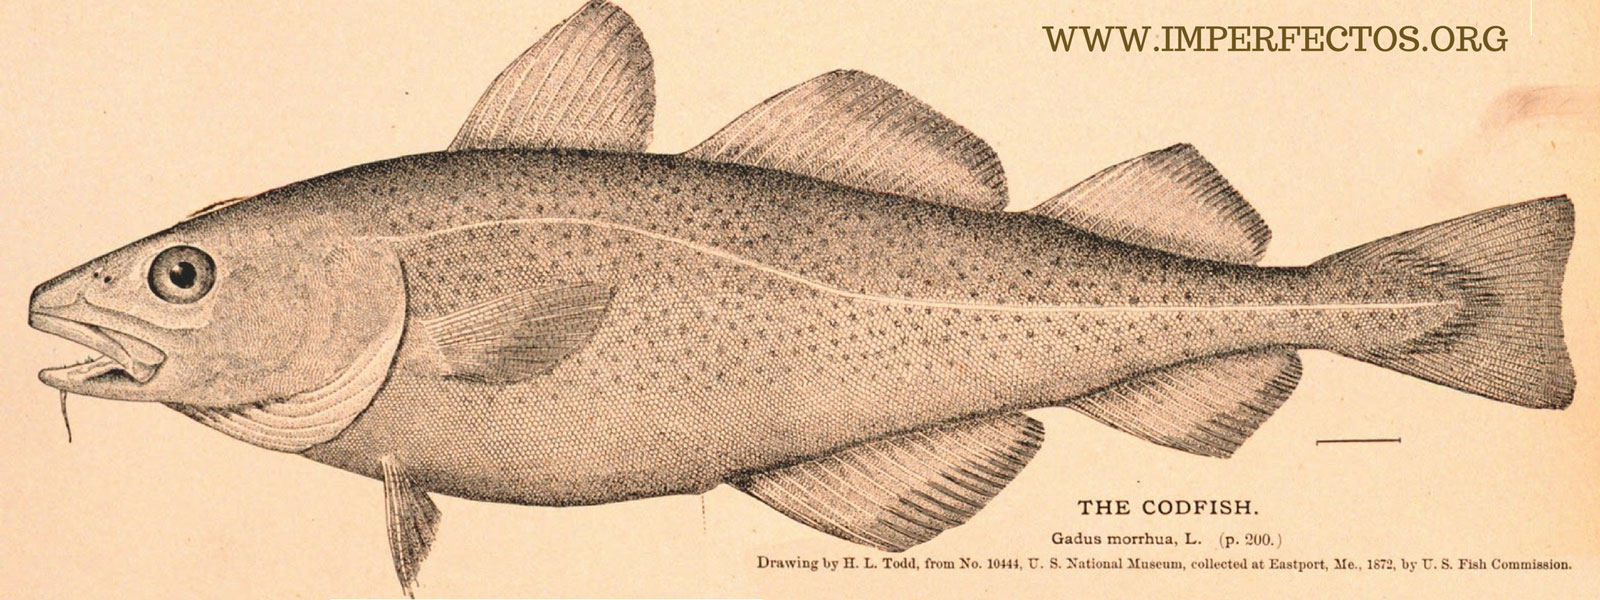 WWW.IMPERFECTOS.ORG
THE CODFISH.
Gadus morrhua, L. (p. 200.)
Drawing by H. L. Todd, from No. 10444, U. S. National Museum, collected at Eastport, Me., 1872, by U. S. Fish Commission.